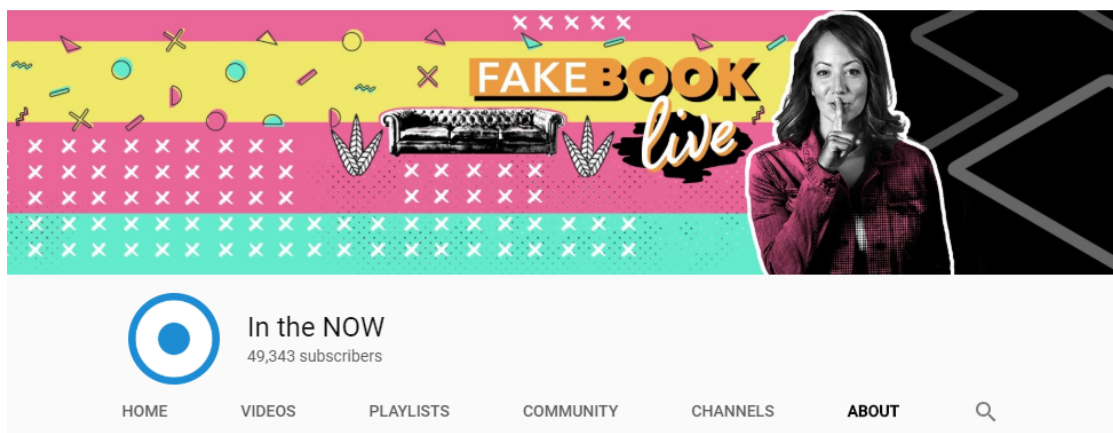 FAKEBOOK
live
In the NOW
49,343 subscribers
HOME VIDEOS PLAYLISTS COMMUNITY CHANNELS ABOUT